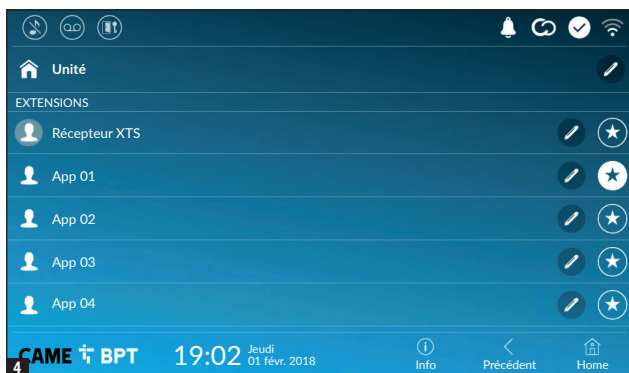 Unité
EXTENSIONS
Récepteur XTS
App 01
App 02
App 03
App 04
CAME BPT
19:02
Jeudi
01 févr. 2018
Info
Précédent
Home
4